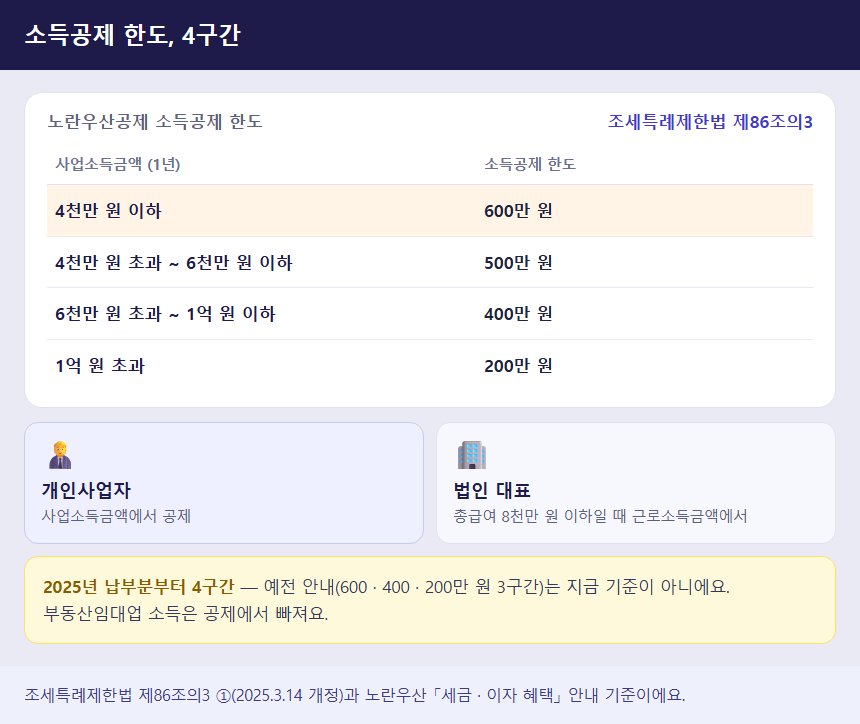 소득공제 한도, 4구간
노란우산공제 소득공제 한도 조세특례제한법 제86조의3
사업소득금액 (1년) 소득공제 한도
4천만 원 이하 600만 원
4천만 원 초과 ~ 6천만 원 이하 500만 원
6천만 원 초과 ~ 1억 원 이하 400만 원
1억 원 초과 200만 원
개인사업자
사업소득금액에서 공제
법인 대표
총급여 8천만 원 이하일 때 근로소득금액에서
2025년 납부분부터 4구간 — 예전 안내(600 · 400 · 200만 원 3구간)는 지금 기준이 아니에요.
부동산임대업 소득은 공제에서 빠져요.
조세특례제한법 제86조의3 ①(2025.3.14 개정)과 노란우산 「세금 · 이자 혜택」 안내 기준이에요.